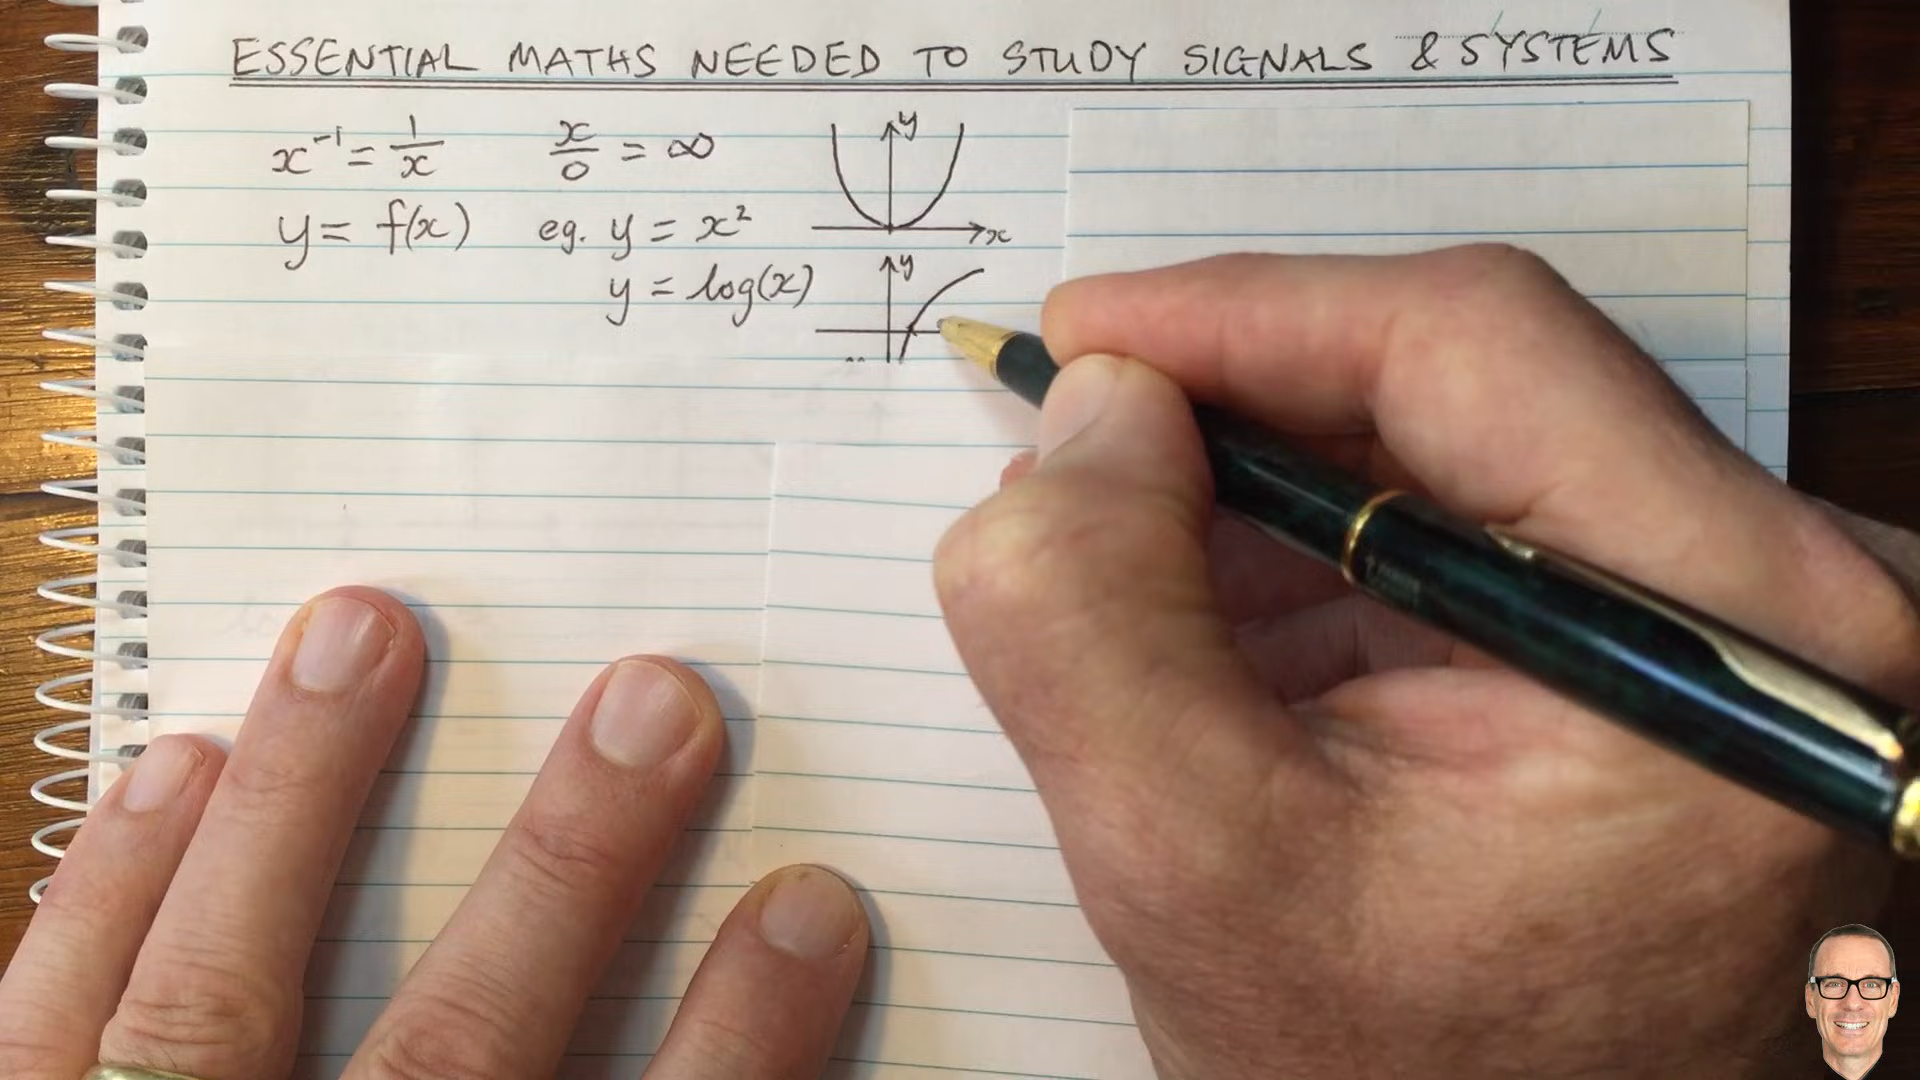 ESSENTIAL MATHS NEEDED TO STUDY SIGNALS & SYSTEMS
x⁻¹ = 1/x x/0 = ∞ y
y = f(x) eg. y = x² x
y = log(x) y